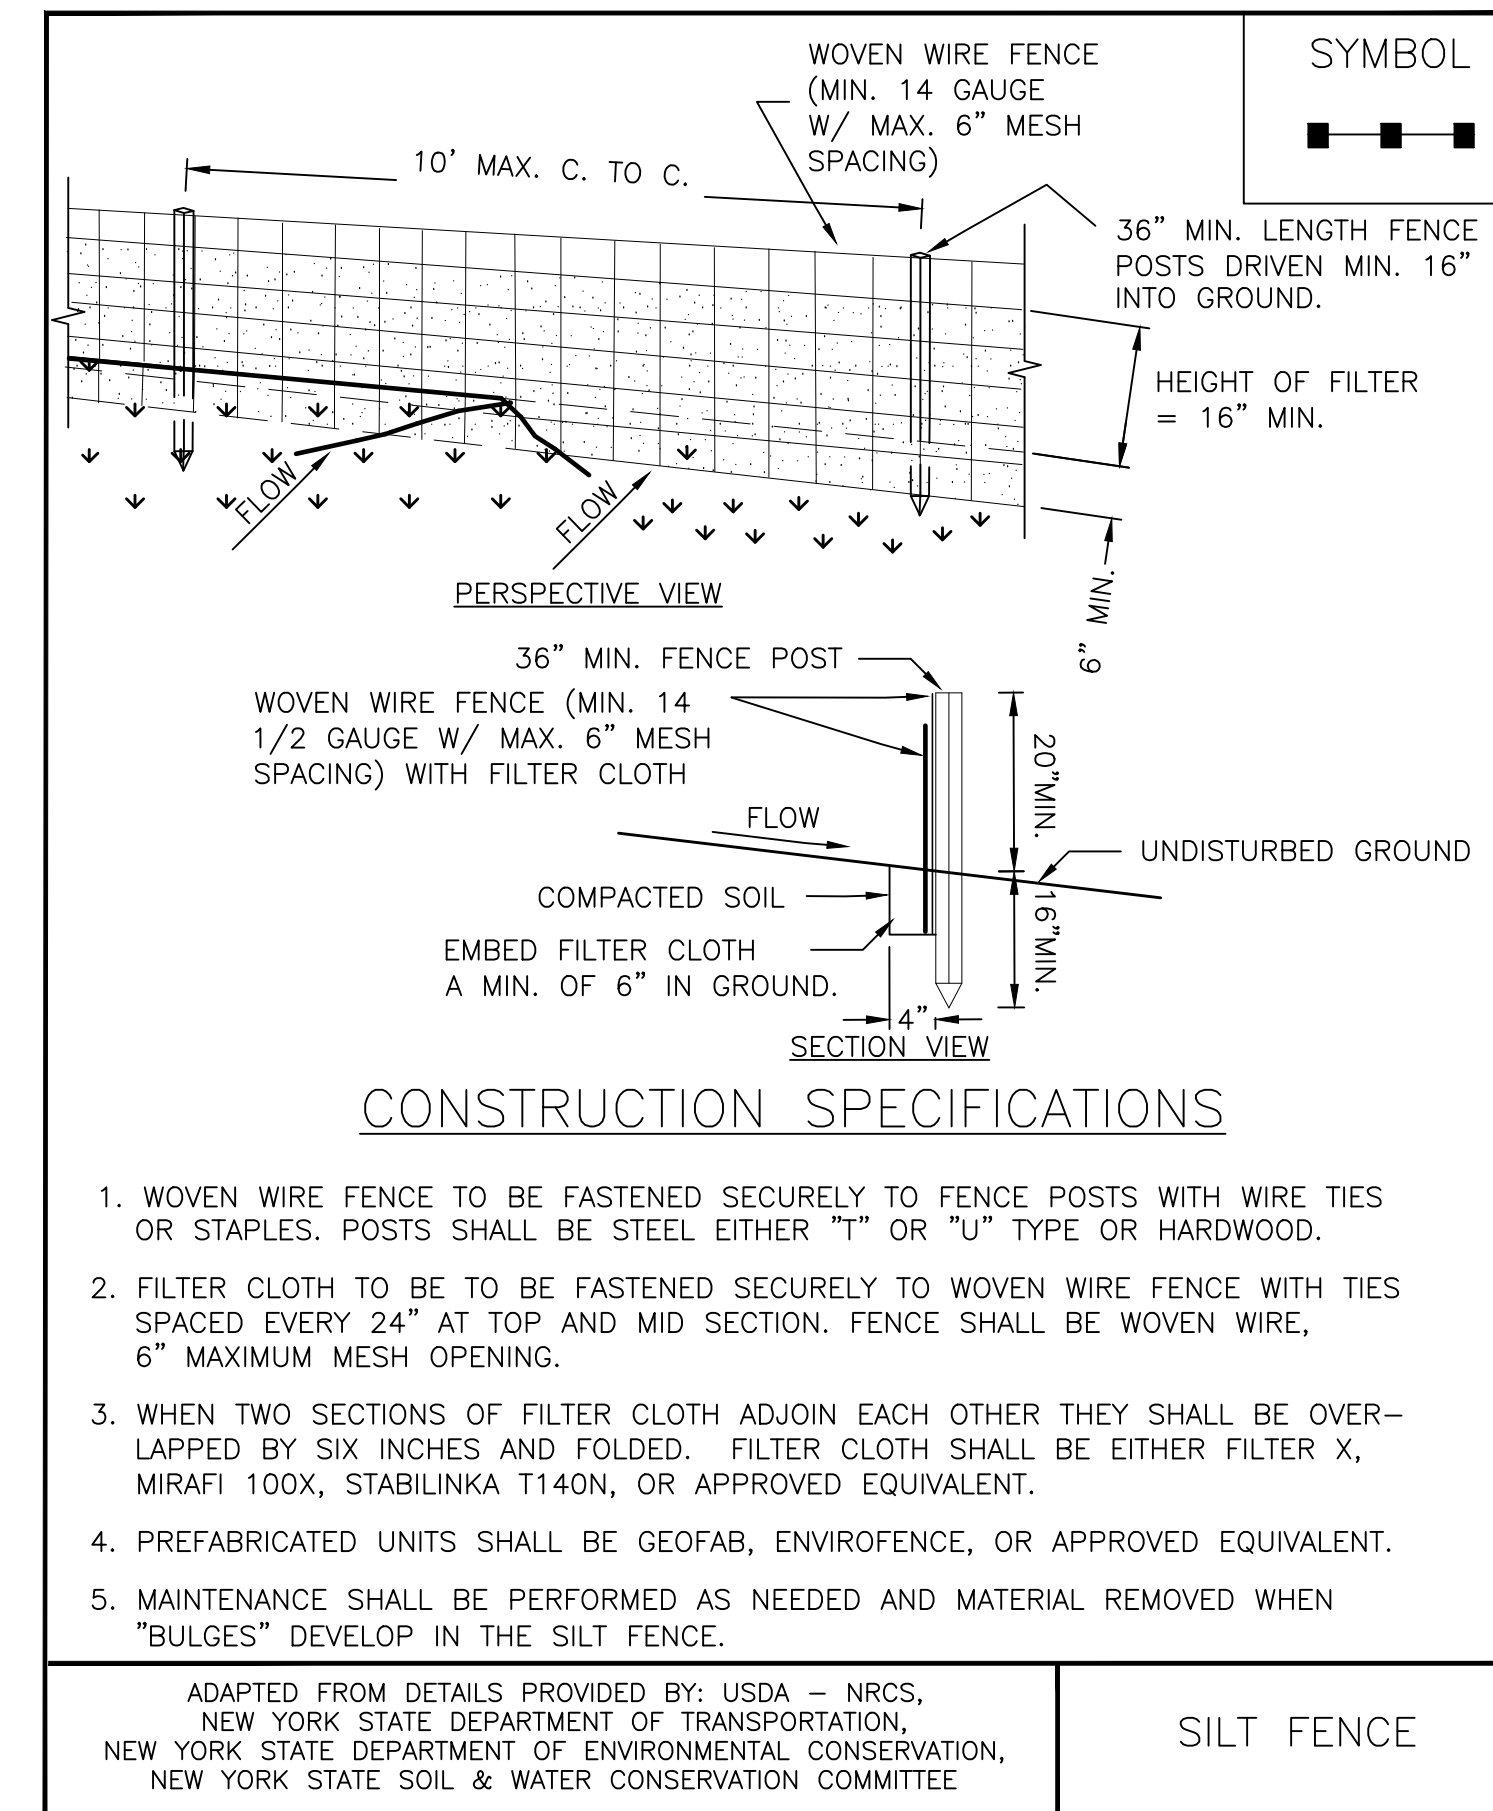 WOVEN WIRE FENCE
(MIN. 14 GAUGE
W/ MAX. 6" MESH
SPACING)
SYMBOL
10' MAX. C. TO C.
36" MIN. LENGTH FENCE
POSTS DRIVEN MIN. 16"
INTO GROUND.
HEIGHT OF FILTER
= 16" MIN.
FLOW
FLOW
6" MIN.
PERSPECTIVE VIEW
36" MIN. FENCE POST
WOVEN WIRE FENCE (MIN. 14
1/2 GAUGE W/ MAX. 6" MESH
SPACING) WITH FILTER CLOTH
20"MIN.
FLOW
UNDISTURBED GROUND
COMPACTED SOIL
16"MIN.
EMBED FILTER CLOTH
A MIN. OF 6" IN GROUND.
4"
SECTION VIEW
CONSTRUCTION SPECIFICATIONS
1. WOVEN WIRE FENCE TO BE FASTENED SECURELY TO FENCE POSTS WITH WIRE TIES
OR STAPLES. POSTS SHALL BE STEEL EITHER "T" OR "U" TYPE OR HARDWOOD.
2. FILTER CLOTH TO BE TO BE FASTENED SECURELY TO WOVEN WIRE FENCE WITH TIES
SPACED EVERY 24" AT TOP AND MID SECTION. FENCE SHALL BE WOVEN WIRE,
6" MAXIMUM MESH OPENING.
3. WHEN TWO SECTIONS OF FILTER CLOTH ADJOIN EACH OTHER THEY SHALL BE OVER-
LAPPED BY SIX INCHES AND FOLDED. FILTER CLOTH SHALL BE EITHER FILTER X,
MIRAFI 100X, STABILINKA T140N, OR APPROVED EQUIVALENT.
4. PREFABRICATED UNITS SHALL BE GEOFAB, ENVIROFENCE, OR APPROVED EQUIVALENT.
5. MAINTENANCE SHALL BE PERFORMED AS NEEDED AND MATERIAL REMOVED WHEN
"BULGES" DEVELOP IN THE SILT FENCE.
ADAPTED FROM DETAILS PROVIDED BY: USDA - NRCS,
NEW YORK STATE DEPARTMENT OF TRANSPORTATION,
NEW YORK STATE DEPARTMENT OF ENVIRONMENTAL CONSERVATION,
NEW YORK STATE SOIL & WATER CONSERVATION COMMITTEE
SILT FENCE